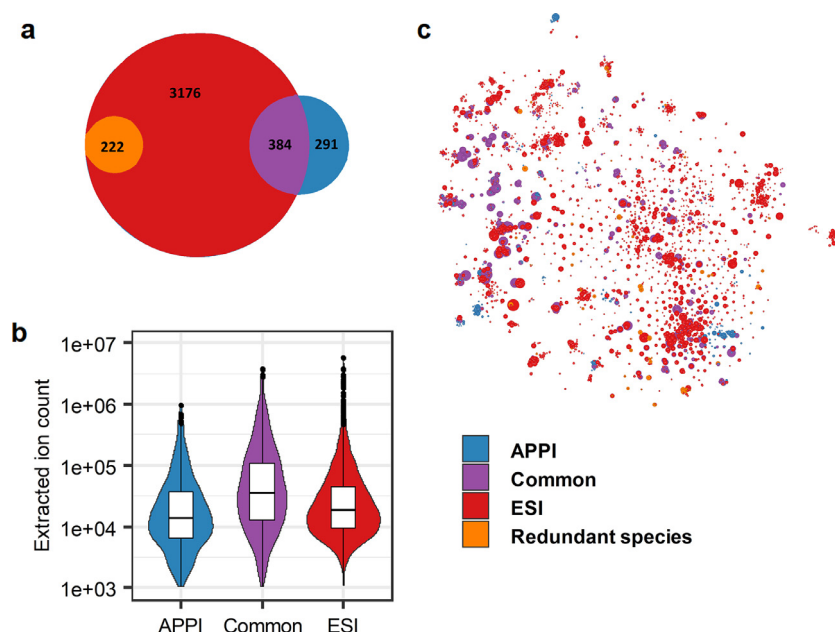 a
3176
222
384
291
c
b
Extracted ion count
1e+07
1e+06
1e+05
1e+04
1e+03
APPI
Common
ESI
APPI
Common
ESI
Redundant species